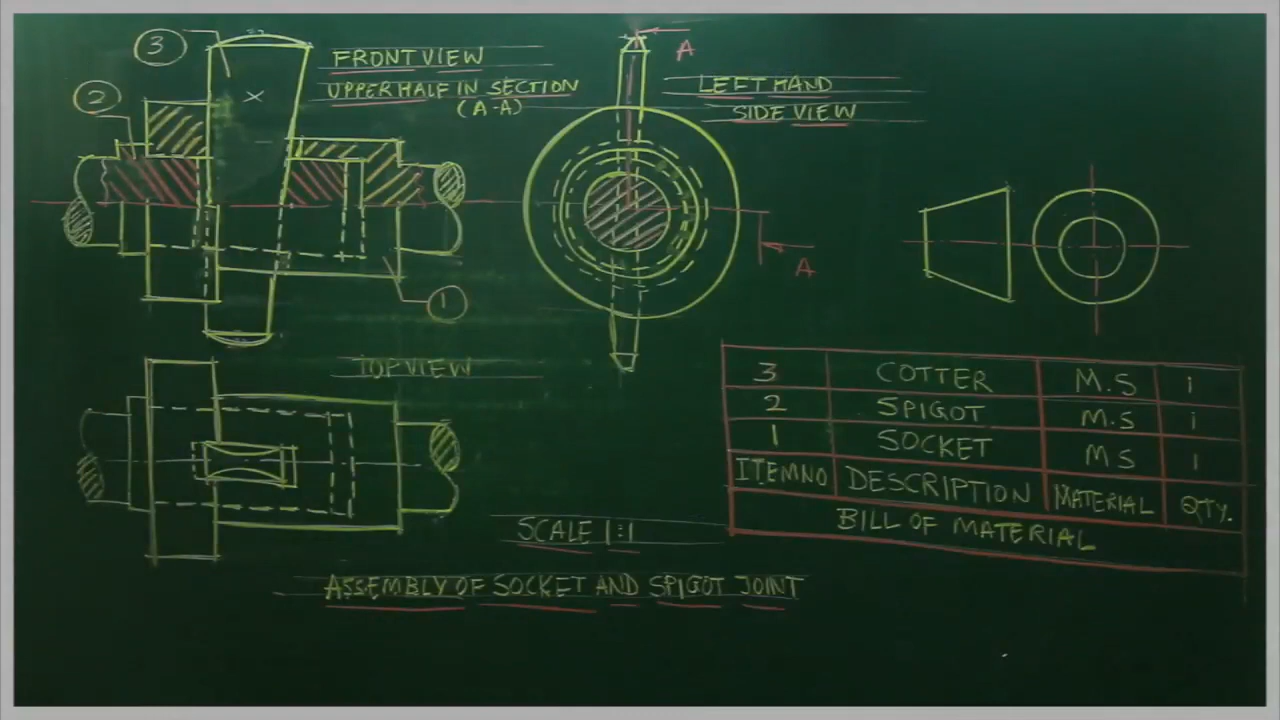 3
FRONT VIEW
UPPER HALF IN SECTION
(A-A)
2
1
A
LEFT HAND
SIDE VIEW
A
TOP VIEW
3 COTTER M.S 1
2 SPIGOT M.S 1
1 SOCKET MS 1
ITEM NO DESCRIPTION MATERIAL QTY.
BILL OF MATERIAL
SCALE 1:1
ASSEMBLY OF SOCKET AND SPIGOT JOINT